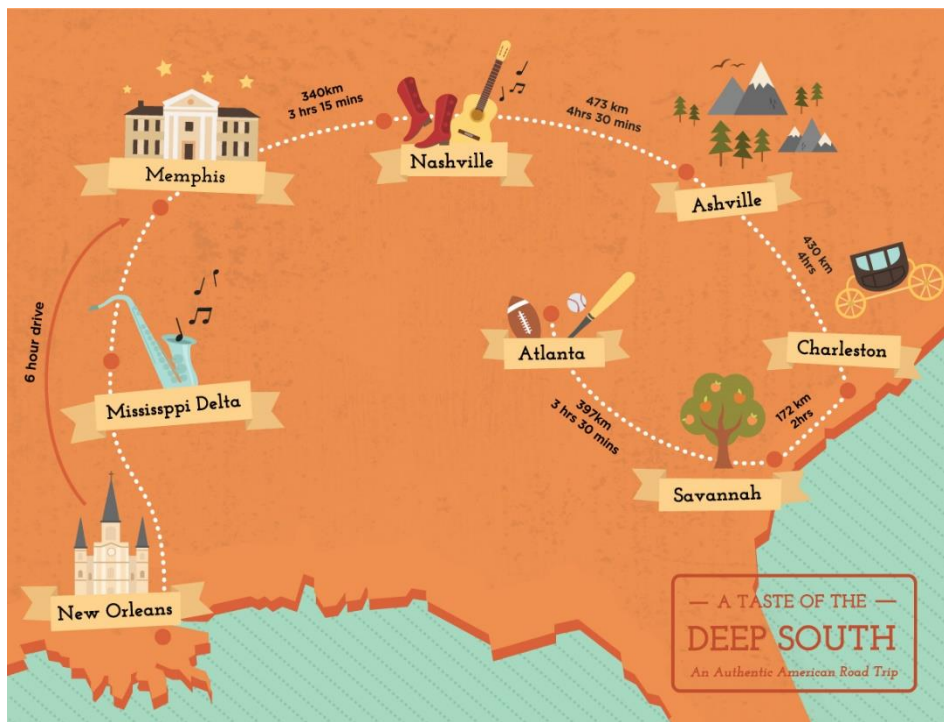 340km
3 hrs 15 mins
473 km
4hrs 30 mins
Memphis
Nashville
Ashville
430 km
4hrs
6 hour drive
Atlanta
Charleston
Mississppi Delta
397km
3 hrs 30 mins
172 km
2hrs
Savannah
New Orleans
— A TASTE OF THE —
DEEP SOUTH
An Authentic American Road Trip